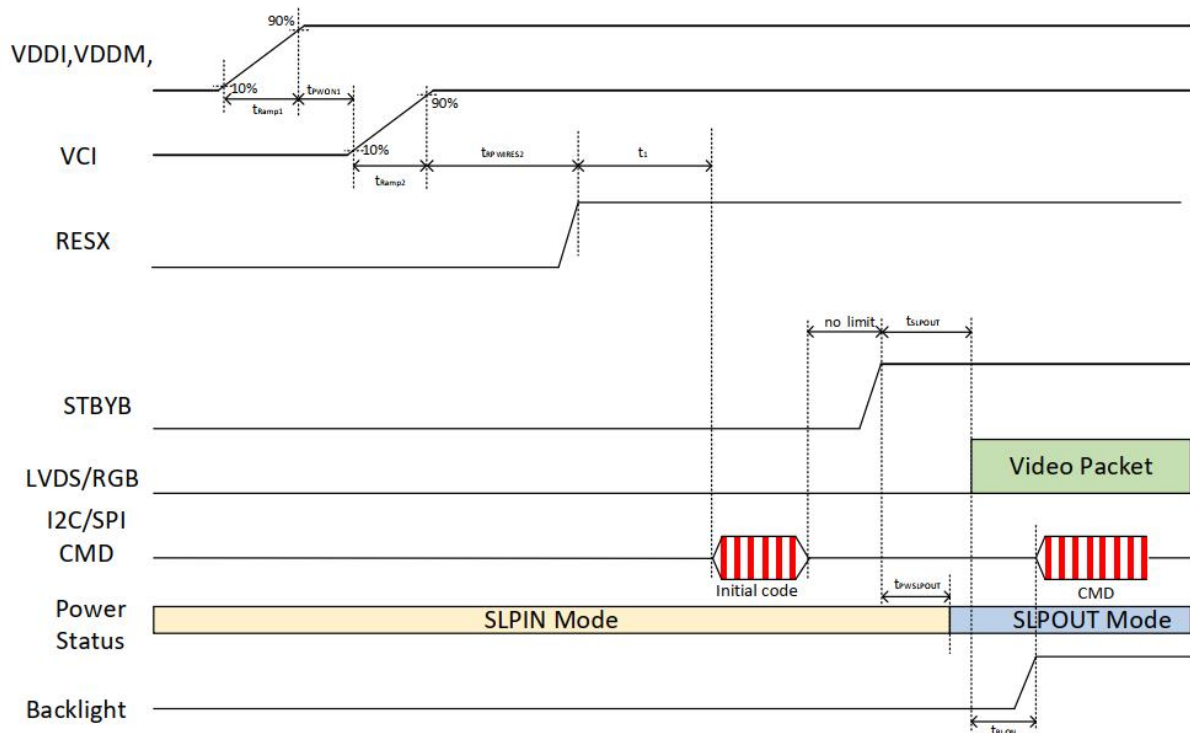 90%
VDDI,VDDM,
10%
tPWON1
tRamp1
90%
VCI
10%
tRPWIRES2
t1
tRamp2
RESX
no limit
tSLPOUT
STBYB
LVDS/RGB
Video Packet
I2C/SPI
CMD
Initial code
tPWSLPOUT
CMD
Power
Status
SLPIN Mode
SLPOUT Mode
Backlight